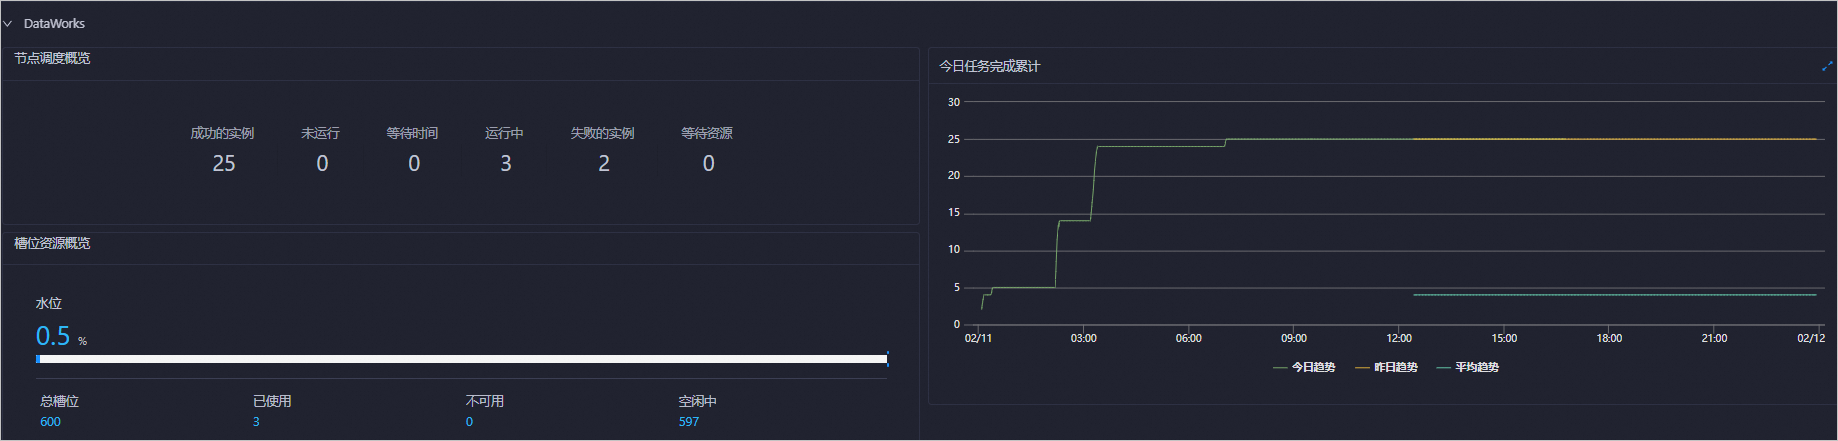 DataWorks
节点调度概览
成功的实例 未运行 等待时间 运行中 失败的实例 等待资源
25 0 0 3 2 0
槽位资源概览
水位
0.5 %
总槽位 已使用 不可用 空闲中
600 3 0 597
今日任务完成累计
30
25
20
15
10
5
0
02/11 03:00 06:00 09:00 12:00 15:00 18:00 21:00 02/12
今日趋势 昨日趋势 平均趋势